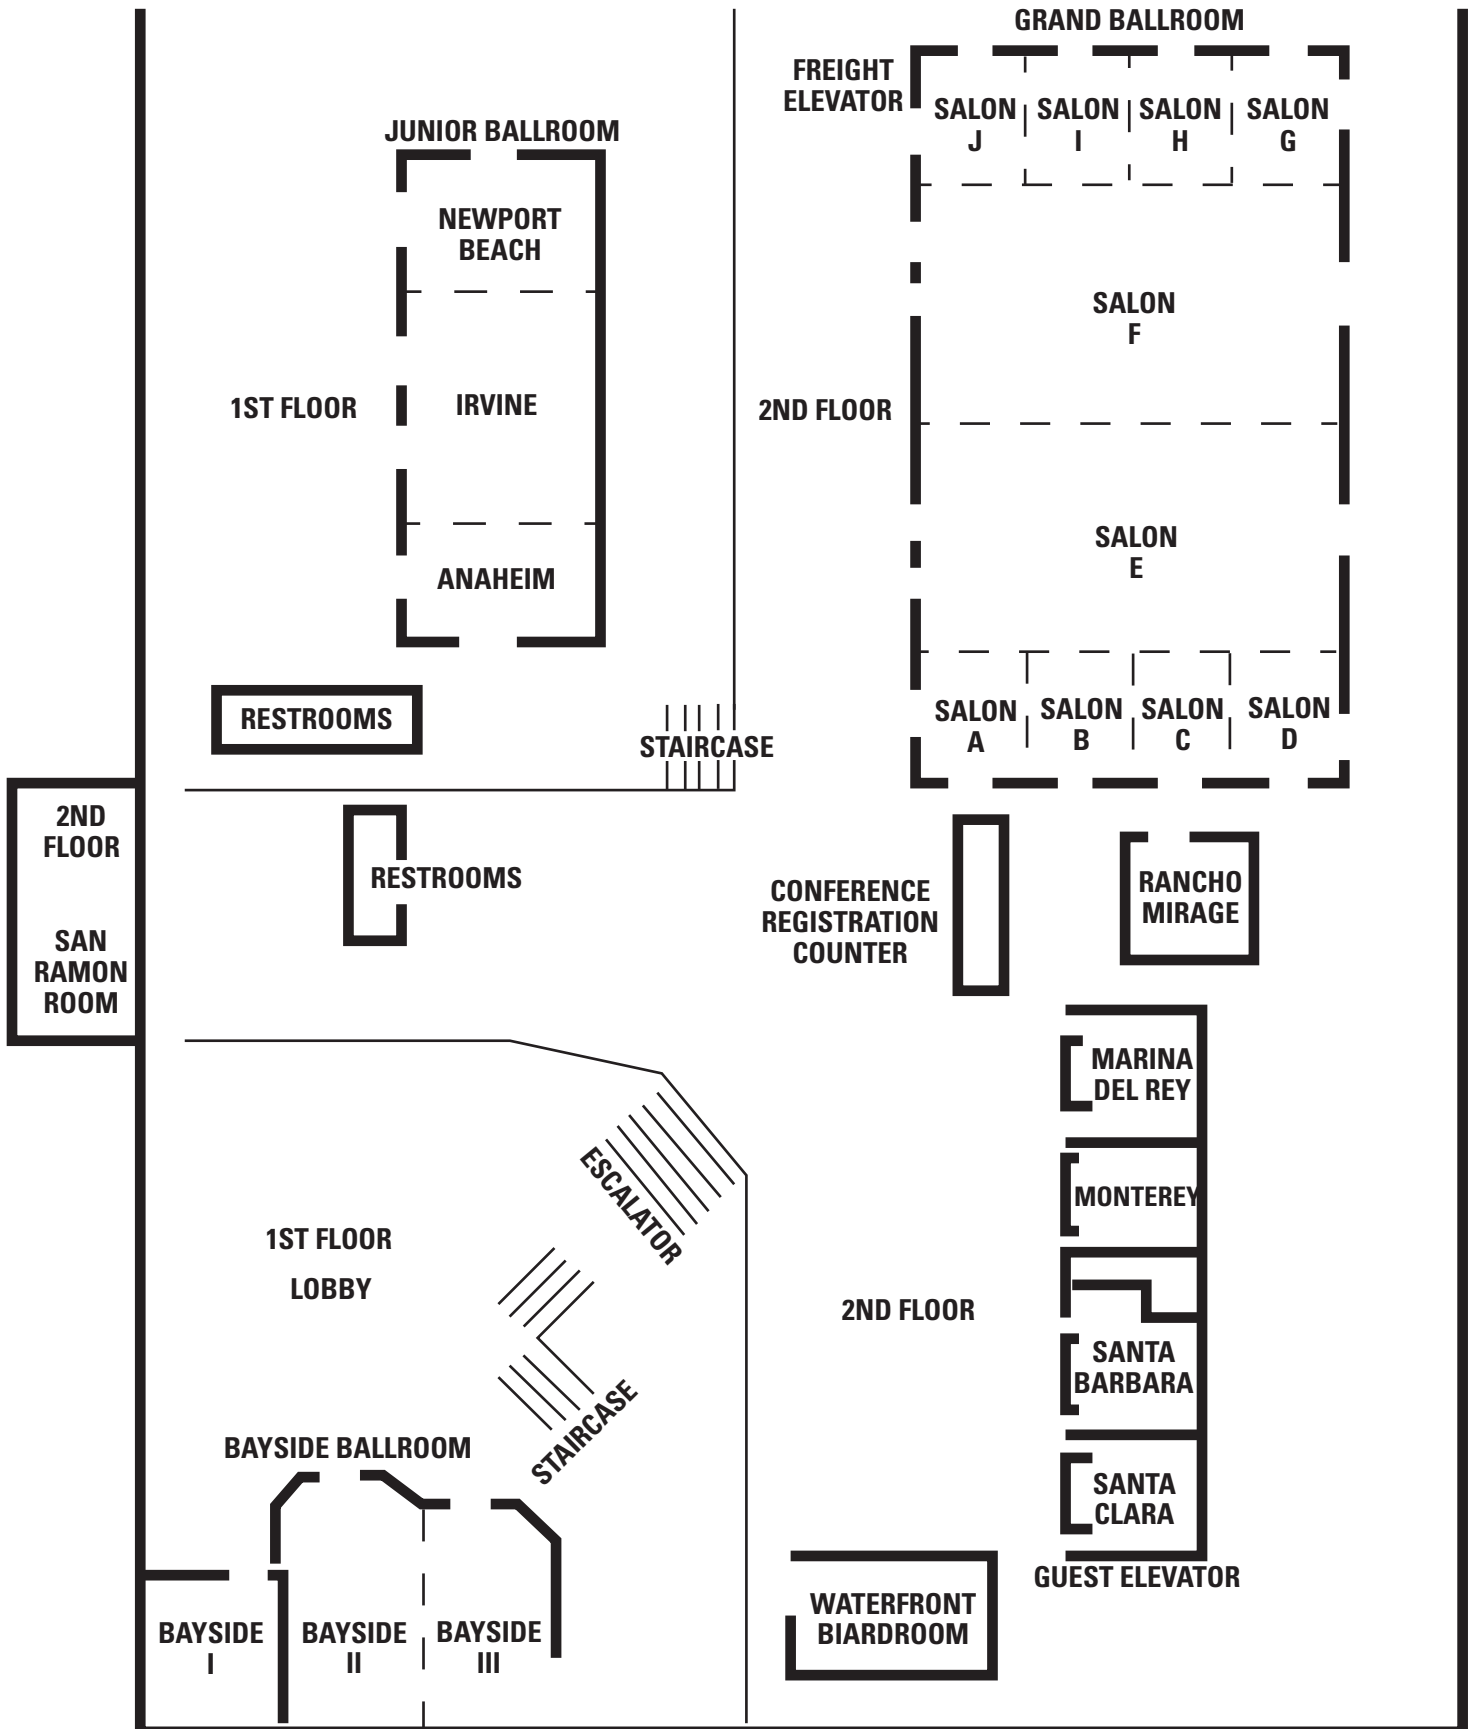 GRAND BALLROOM
FREIGHT
ELEVATOR
SALON
J
SALON
I
SALON
H
SALON
G
JUNIOR BALLROOM
NEWPORT
BEACH
SALON
F
1ST FLOOR
IRVINE
2ND FLOOR
SALON
E
ANAHEIM
RESTROOMS
STAIRCASE
SALON
A
SALON
B
SALON
C
SALON
D
2ND
FLOOR
SAN
RAMON
ROOM
RESTROOMS
CONFERENCE
REGISTRATION
COUNTER
RANCHO
MIRAGE
MARINA
DEL REY
ESCALATOR
MONTEREY
1ST FLOOR
LOBBY
2ND FLOOR
SANTA
BARBARA
STAIRCASE
BAYSIDE BALLROOM
SANTA
CLARA
GUEST ELEVATOR
WATERFRONT
BIARDROOM
BAYSIDE
I
BAYSIDE
II
BAYSIDE
III